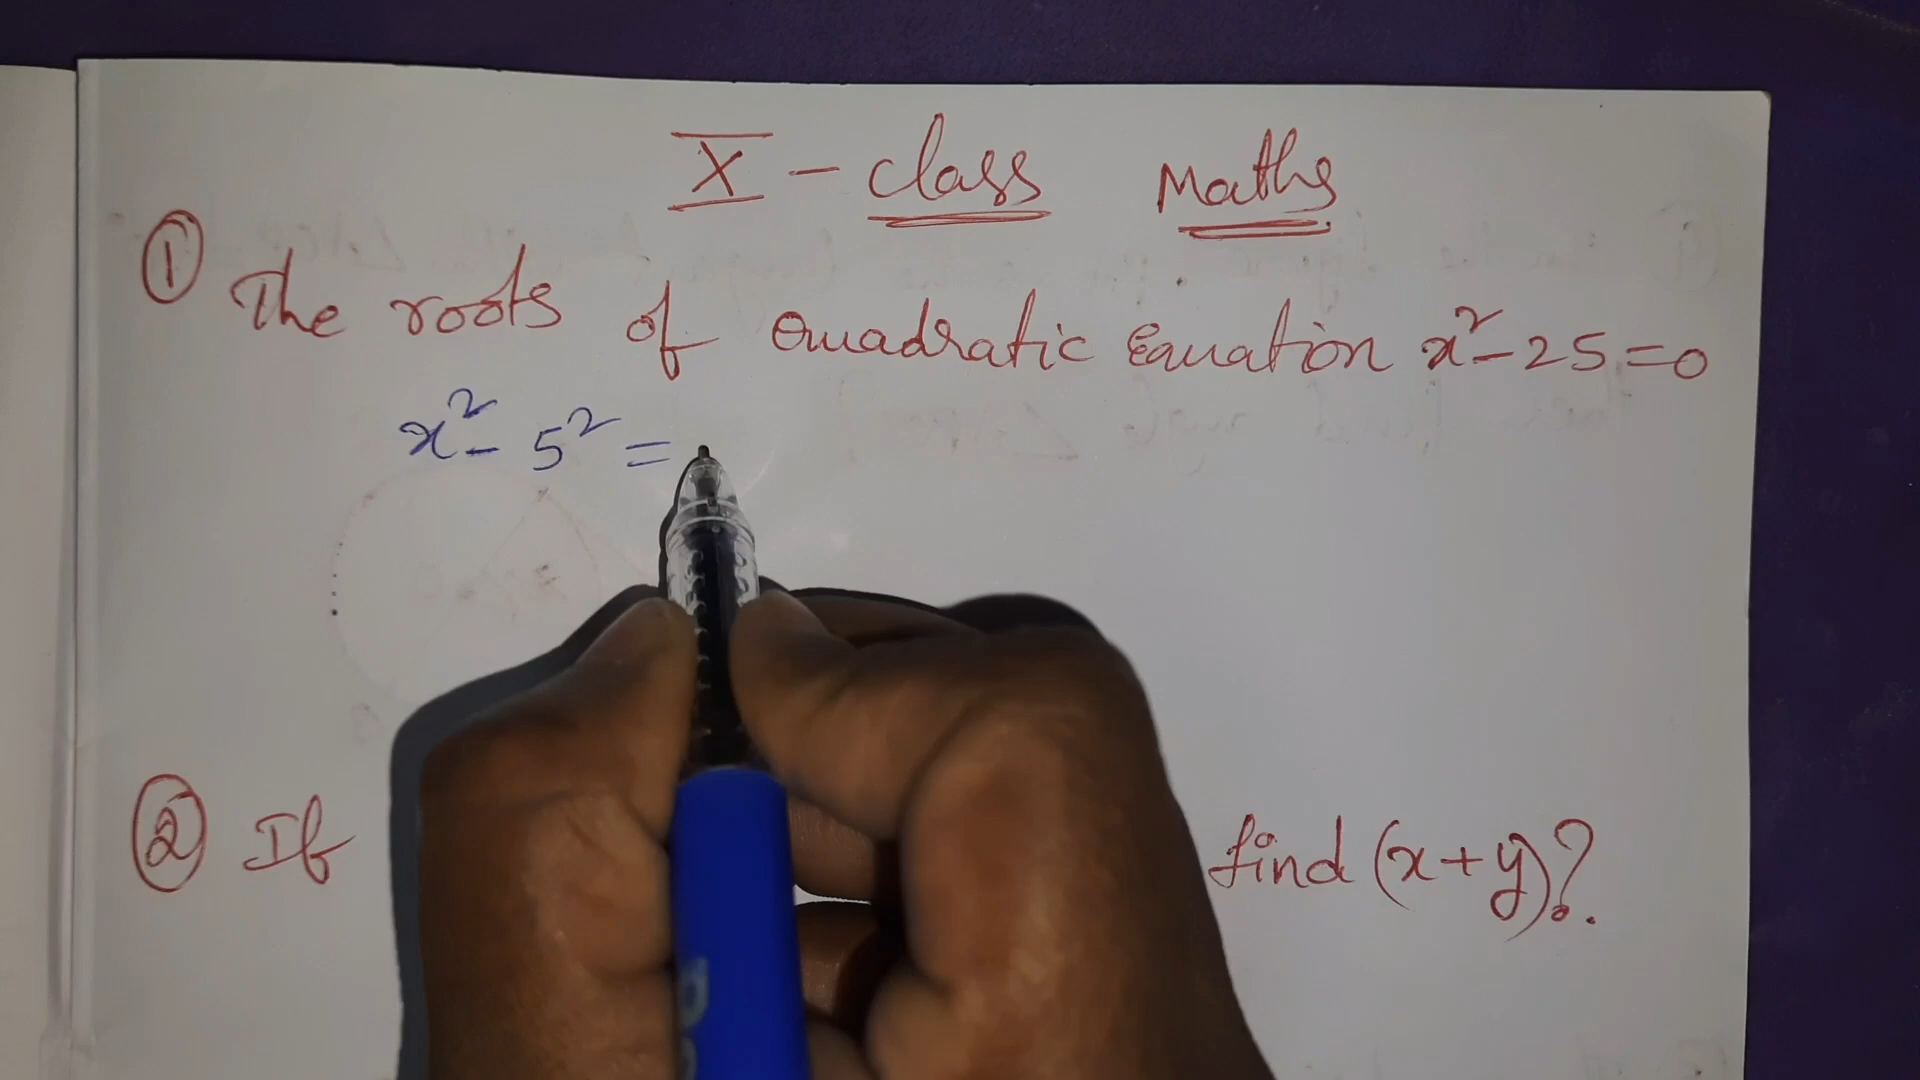 X - class Maths
① The roots of Quadratic Equation x² - 25 = 0
x² - 5² =
② If find (x + y)?